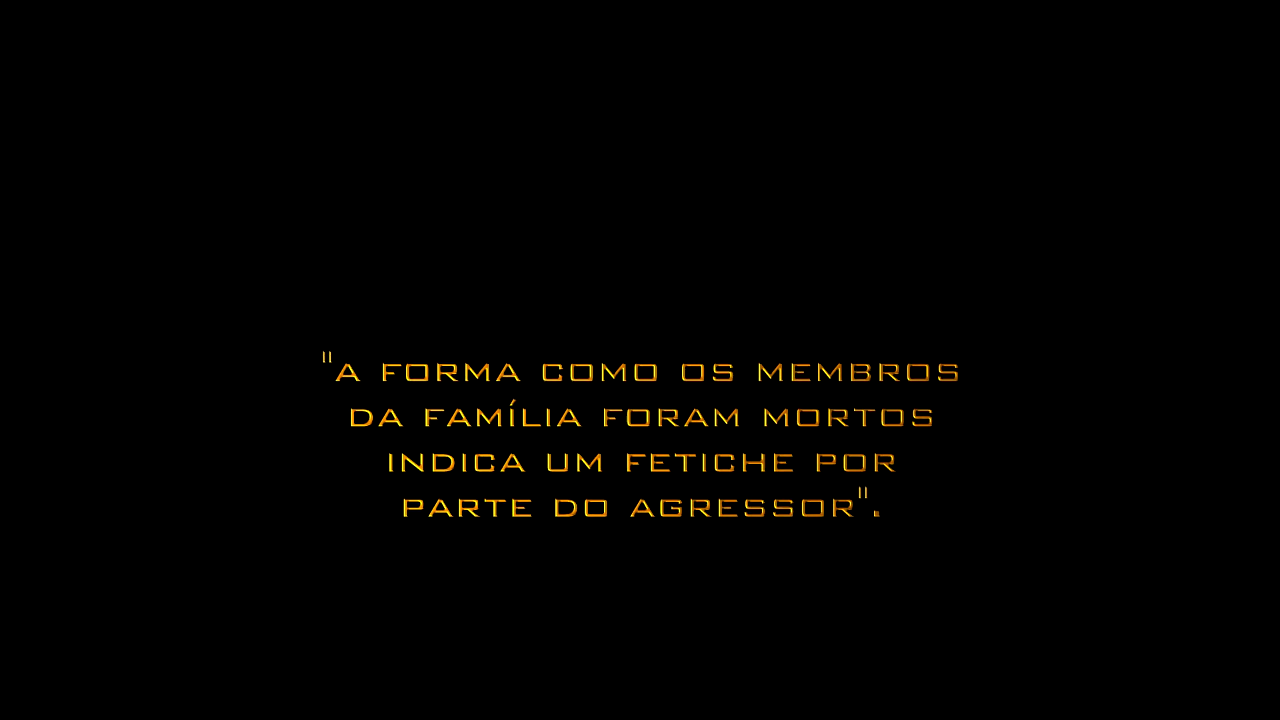 "A FORMA COMO OS MEMBROS
DA FAMÍLIA FORAM MORTOS
INDICA UM FETICHE POR
PARTE DO AGRESSOR".